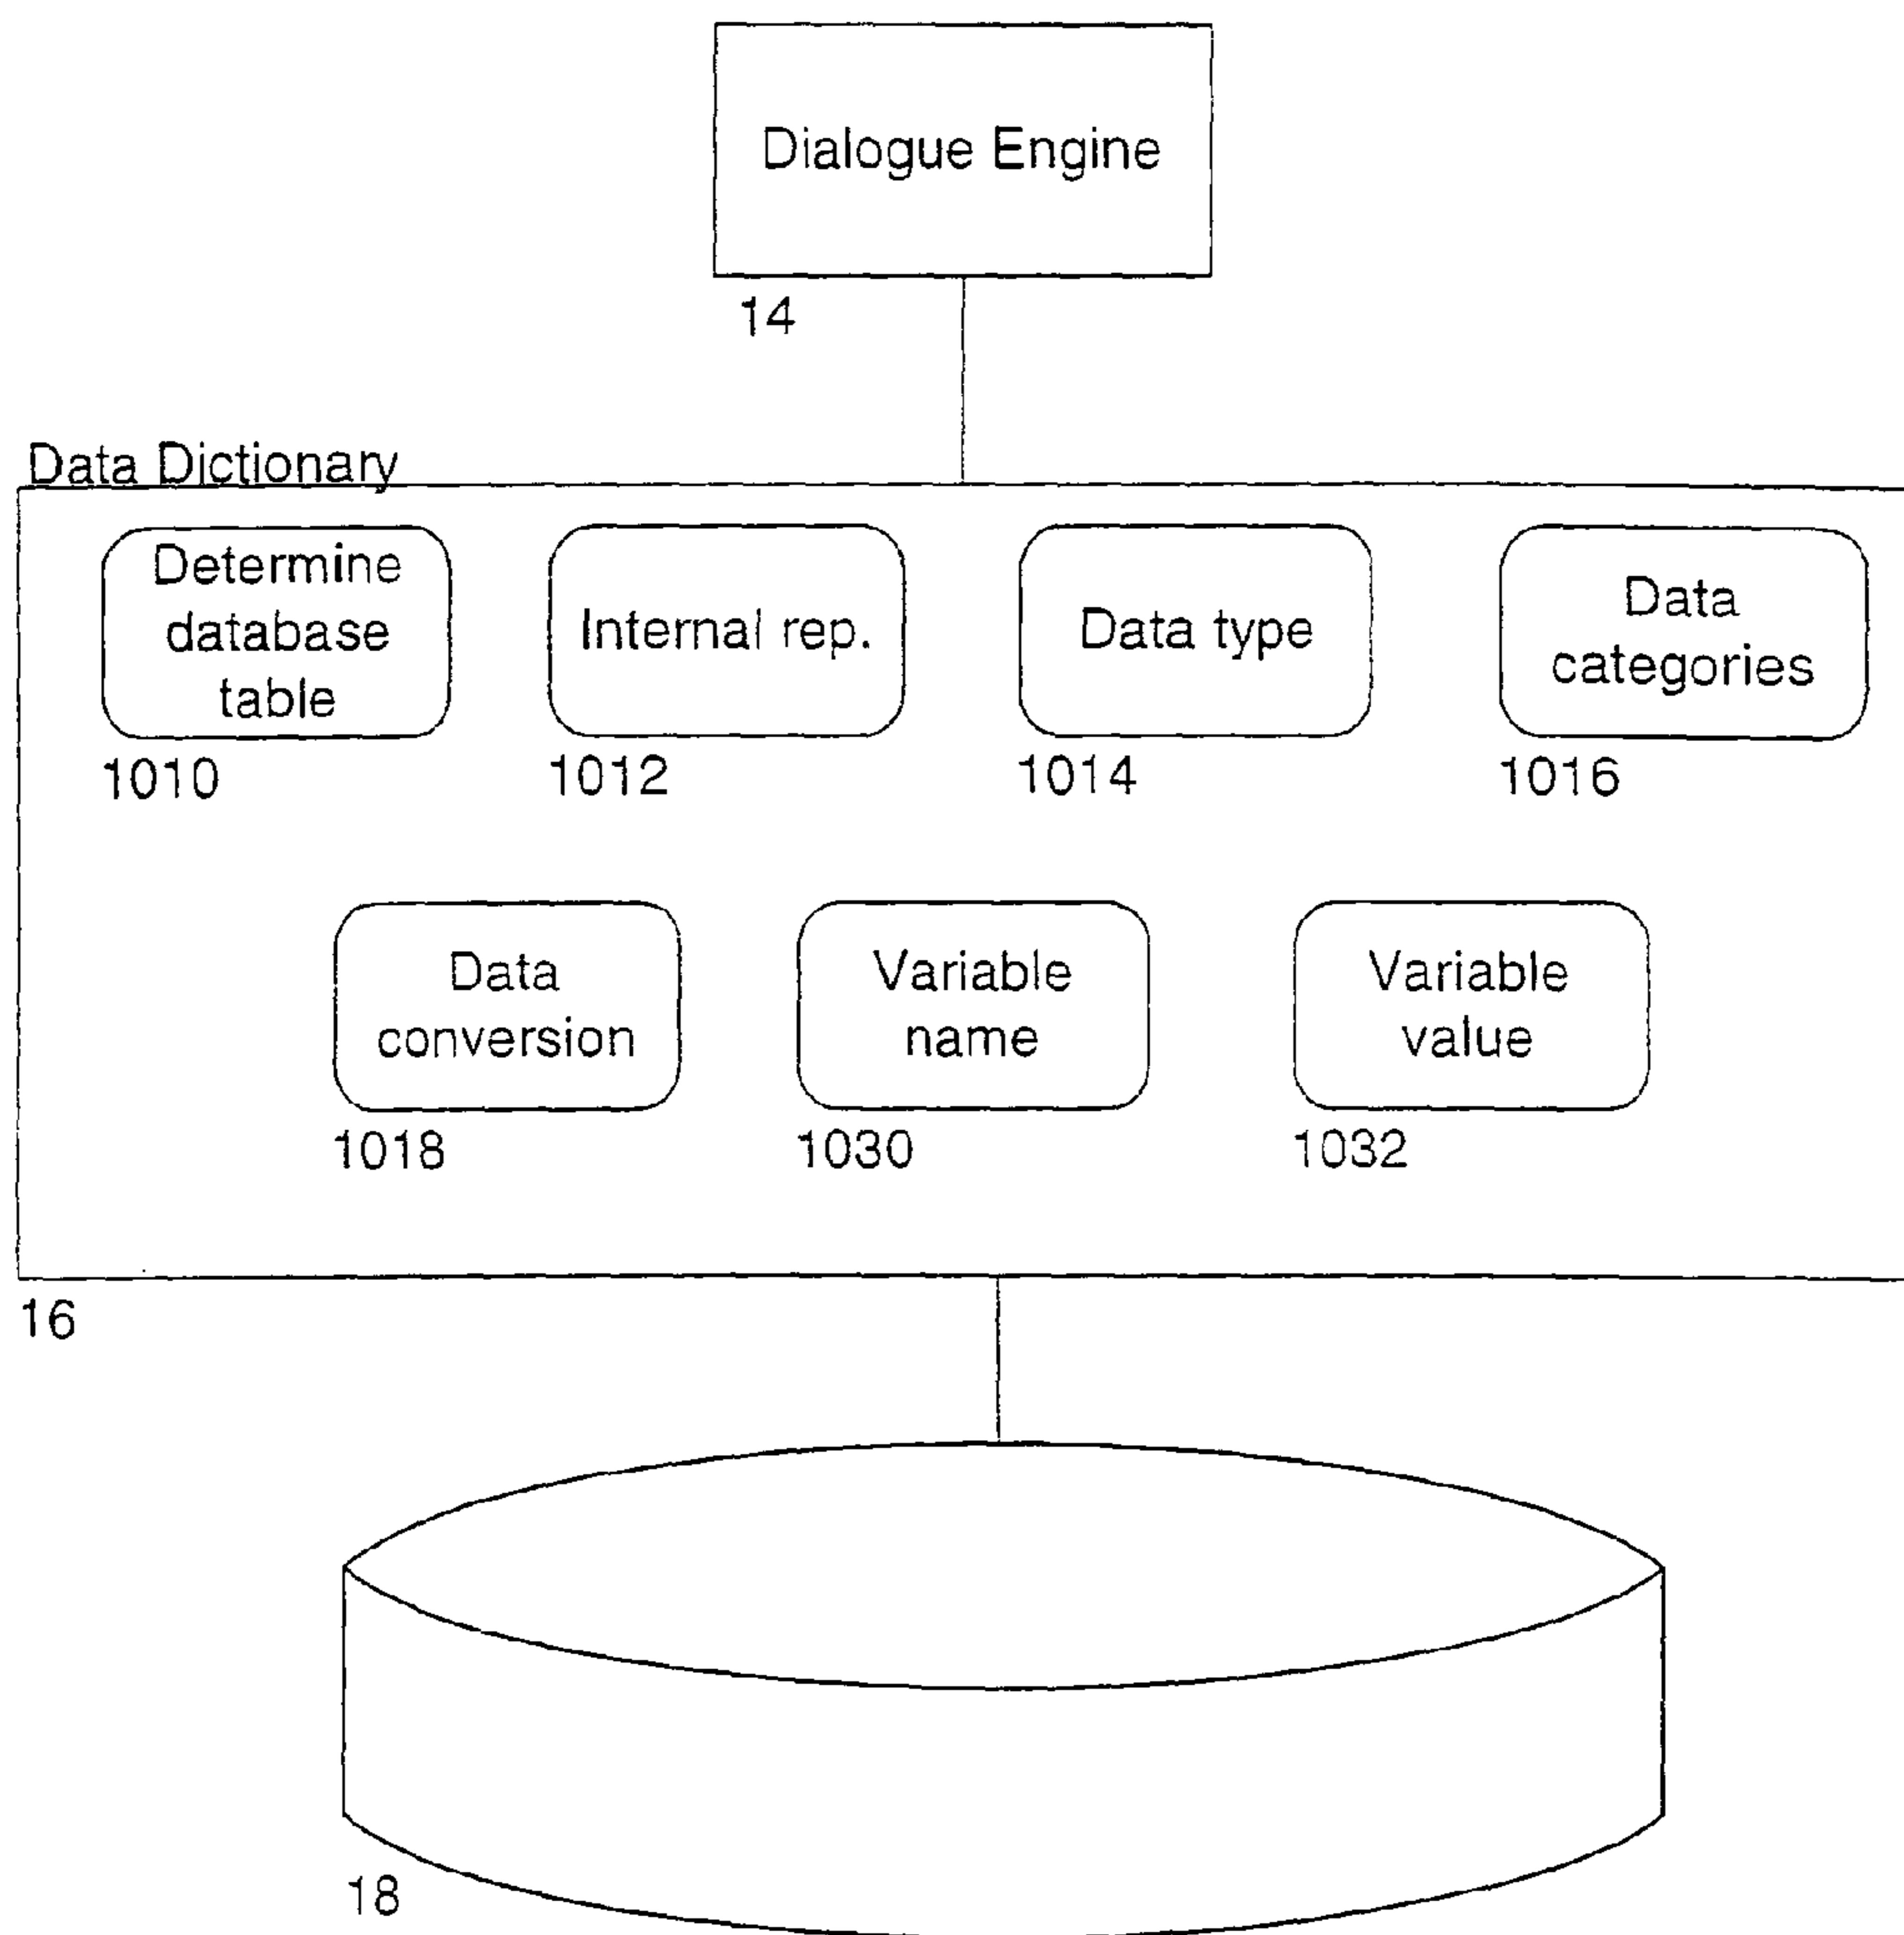 Dialogue Engine
14
Data Dictionary
Determine
database
table
1010
Internal rep.
1012
Data type
1014
Data
categories
1016
Data
conversion
1018
Variable
name
1030
Variable
value
1032
16
18